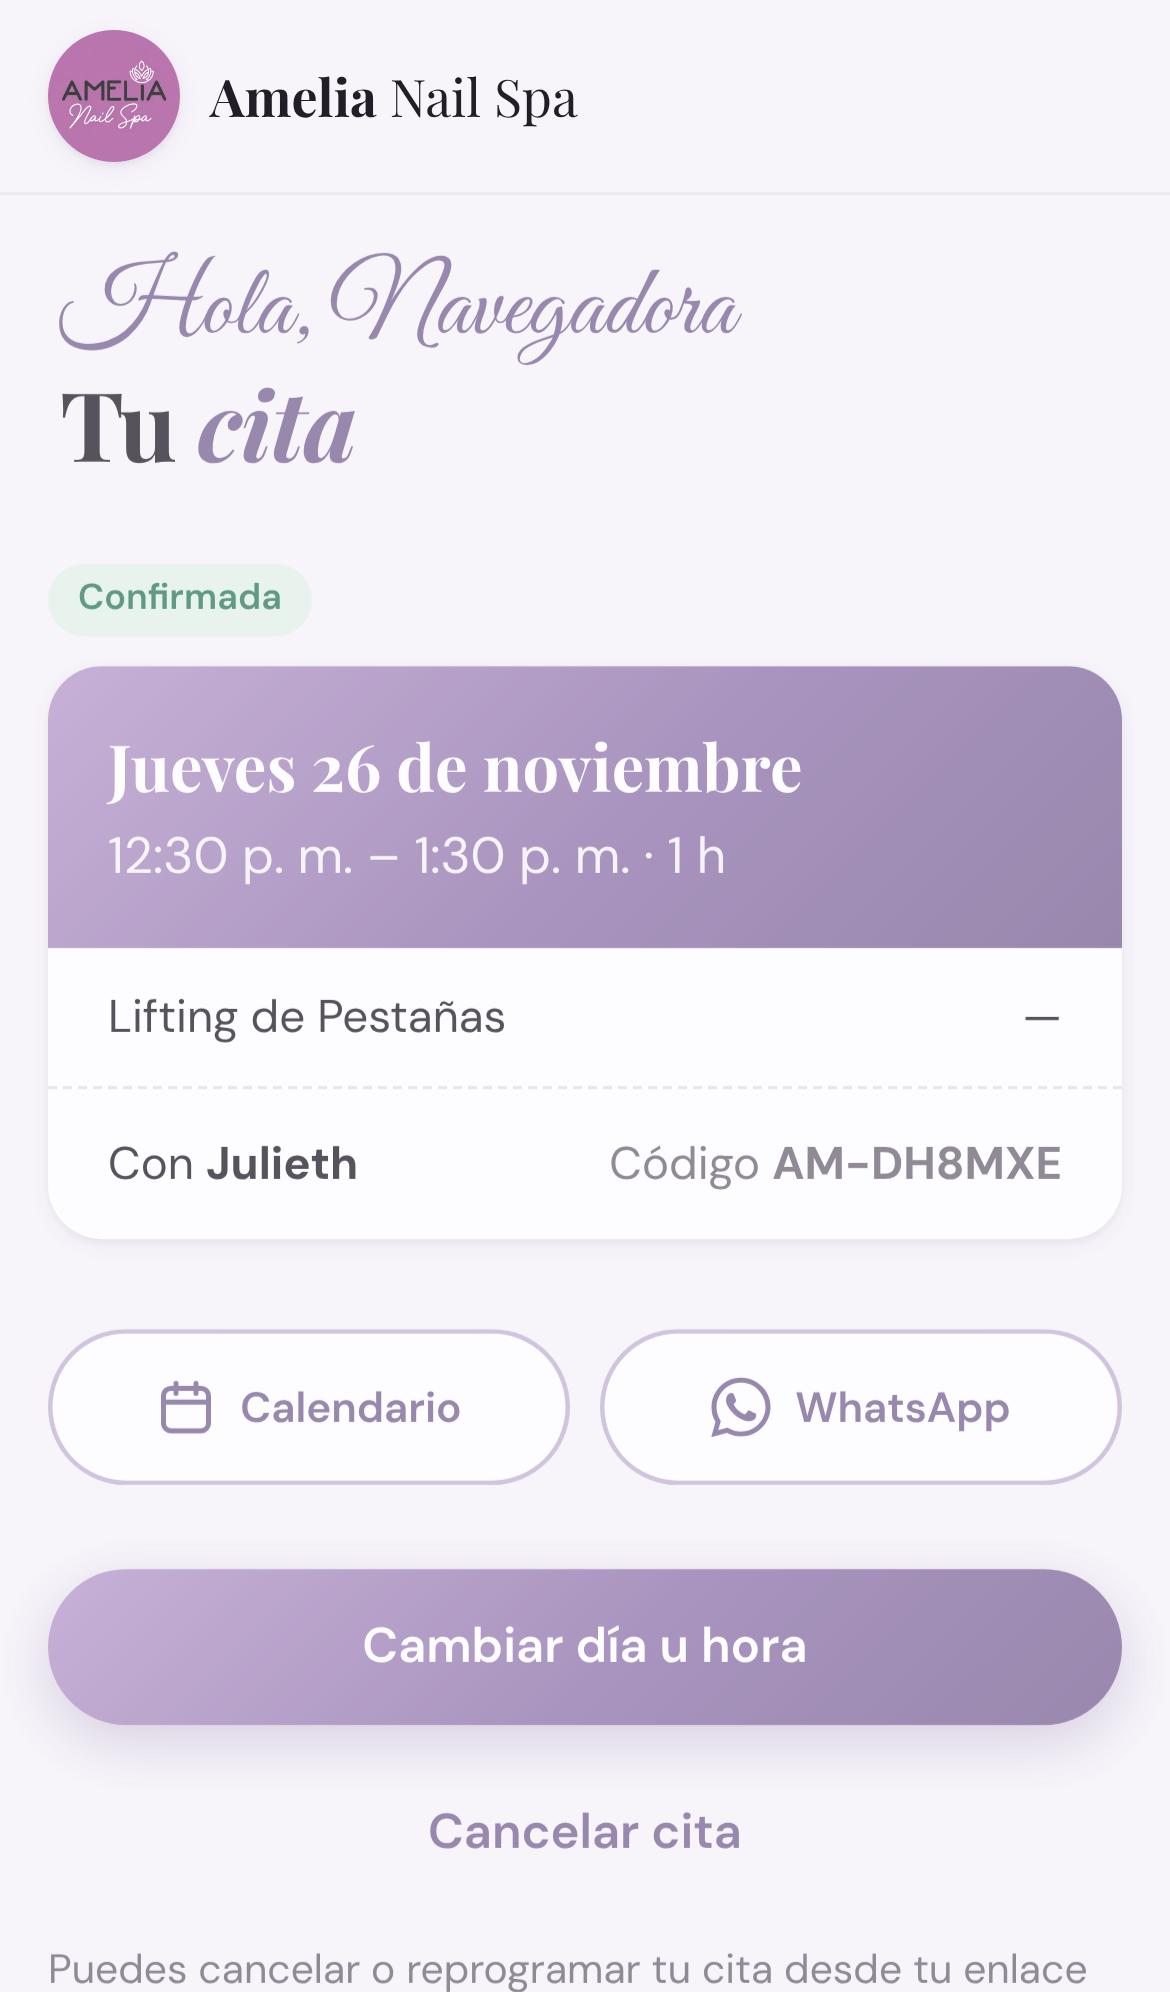 AMELIA
Nail Spa
Amelia Nail Spa
Hola, Navegadora
Tu cita
Confirmada
Jueves 26 de noviembre
12:30 p. m. – 1:30 p. m. · 1 h
Lifting de Pestañas —
Con Julieth Código AM-DH8MXE
Calendario WhatsApp
Cambiar día u hora
Cancelar cita
Puedes cancelar o reprogramar tu cita desde tu enlace